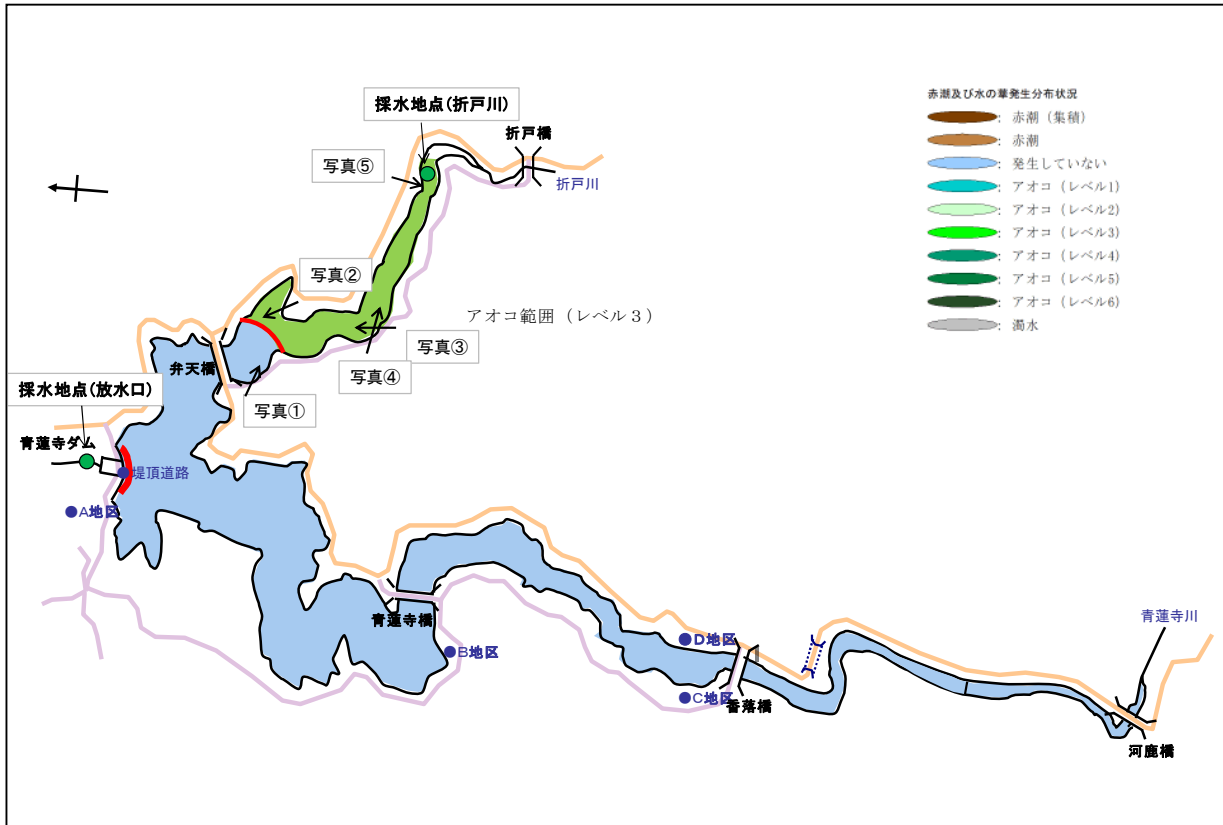 採水地点(折戸川)
折戸橋
写真⑤
折戸川
写真②
アオコ範囲（レベル３）
写真③
弁天橋
写真④
採水地点(放水口)
写真①
青蓮寺ダム
堤頂道路
A地区
青蓮寺橋
B地区
D地区
C地区
香落橋
青蓮寺川
河鹿橋
赤潮及び水の華発生分布状況
：赤潮（集積）
：赤潮
：発生していない
：アオコ（レベル1）
：アオコ（レベル2）
：アオコ（レベル3）
：アオコ（レベル4）
：アオコ（レベル5）
：アオコ（レベル6）
：濁水